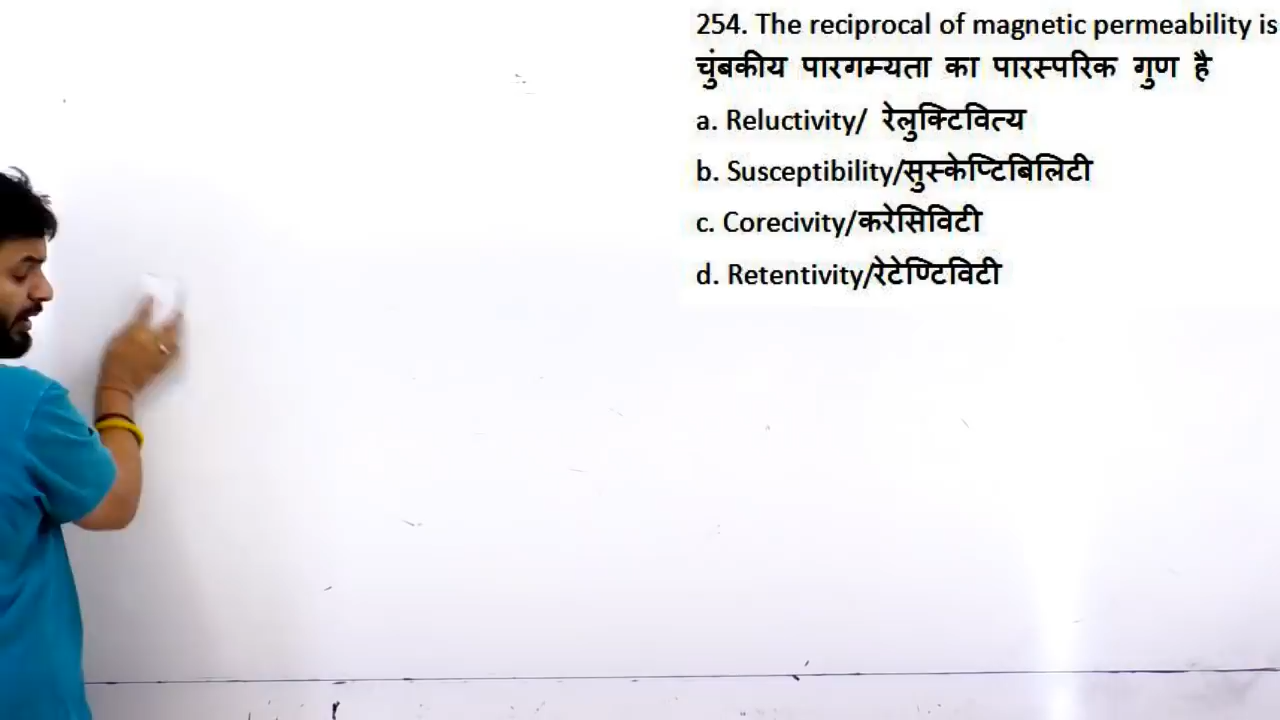 254. The reciprocal of magnetic permeability is
चुंबकीय पारगम्यता का पारस्परिक गुण है
a. Reluctivity/ रेलुक्टिवित्य
b. Susceptibility/सुस्केप्टिबिलिटी
c. Corecivity/करेसिविटी
d. Retentivity/रेटेण्टिविटी